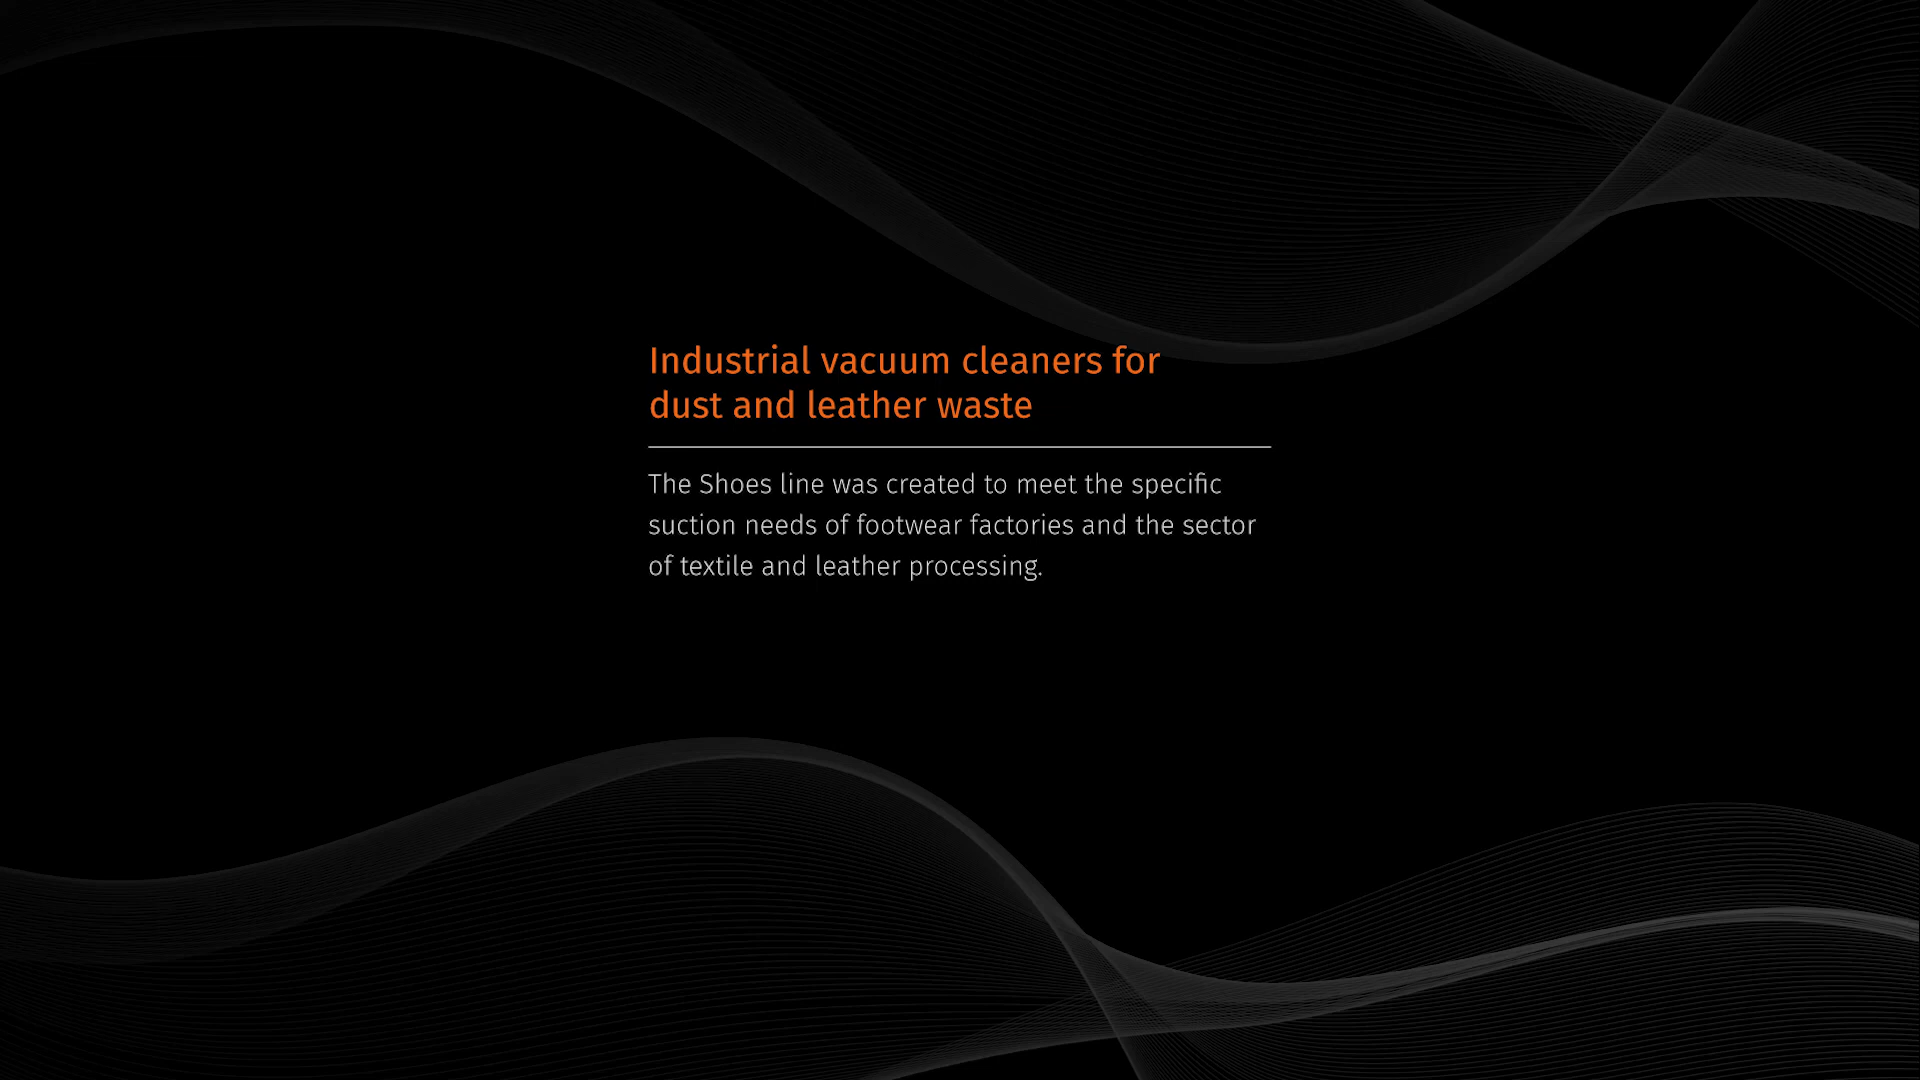 Industrial vacuum cleaners for
dust and leather waste
The Shoes line was created to meet the specific
suction needs of footwear factories and the sector
of textile and leather processing.